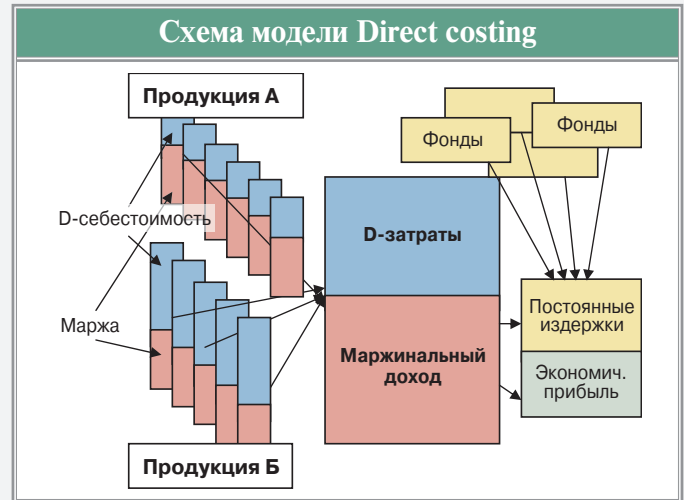 Схема модели Direct costing
Продукция А
Фонды
Фонды
D-себестоимость
D-затраты
Маржа
Постоянные
издержки
Маржинальный
доход
Экономич.
прибыль
Продукция Б